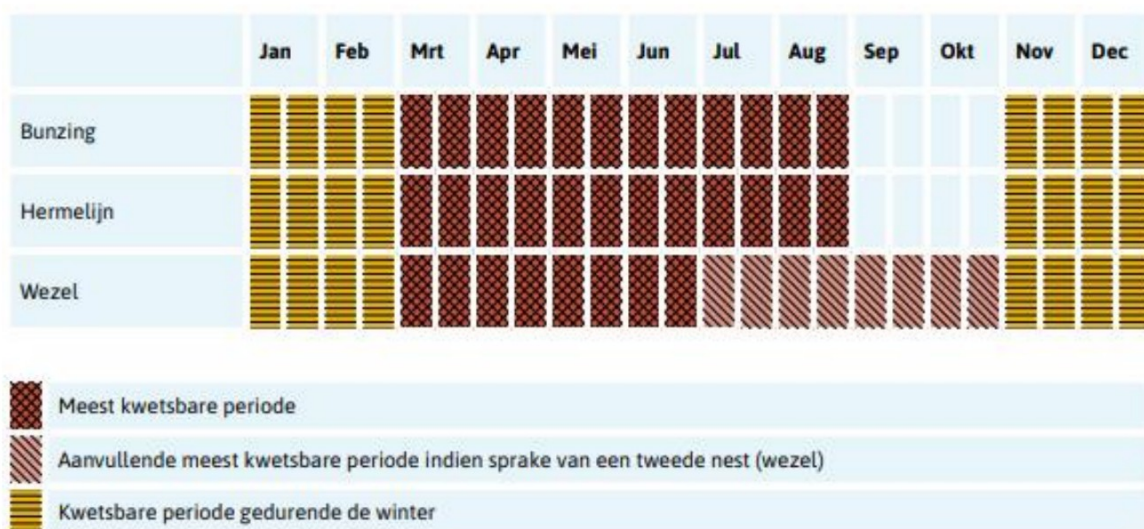 Jan Feb Mrt Apr Mei Jun Jul Aug Sep Okt Nov Dec
Bunzing
Hermelijn
Wezel
Meest kwetsbare periode
Aanvullende meest kwetsbare periode indien sprake van een tweede nest (wezel)
Kwetsbare periode gedurende de winter